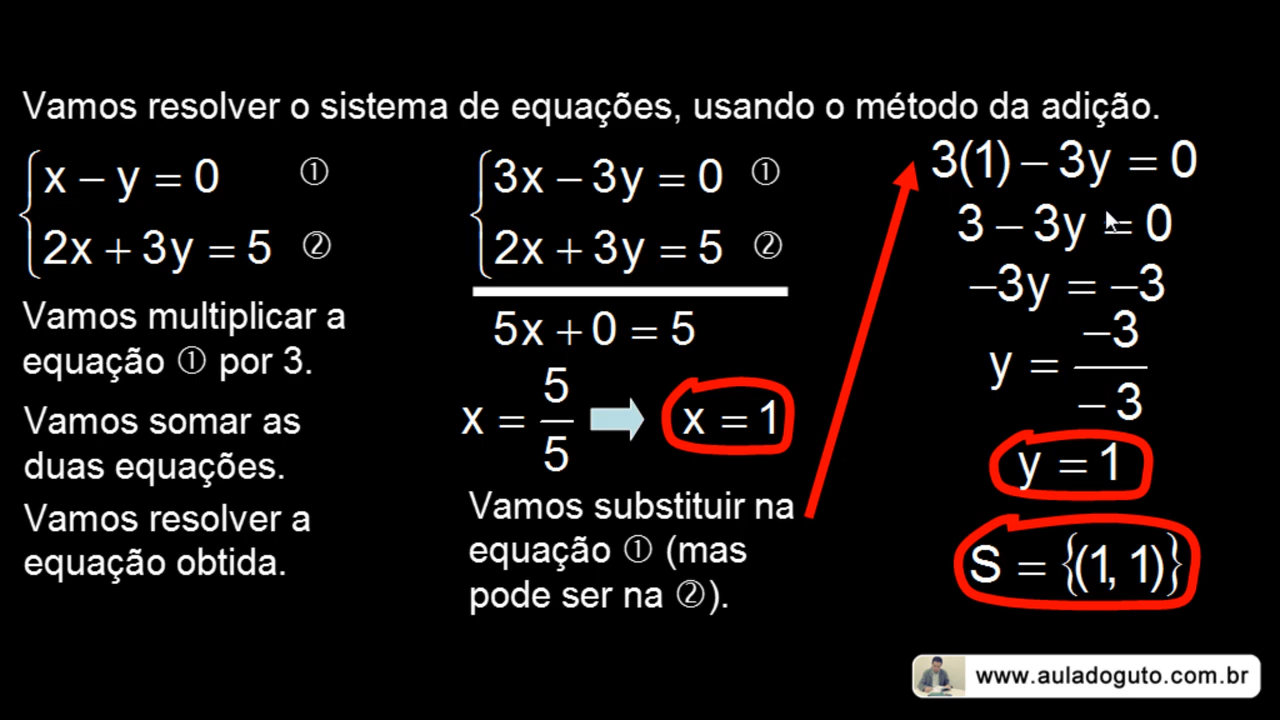 Vamos resolver o sistema de equações, usando o método da adição.
x – y = 0 ①
2x + 3y = 5 ②
Vamos multiplicar a
equação ① por 3.
Vamos somar as
duas equações.
Vamos resolver a
equação obtida.
3x – 3y = 0 ①
2x + 3y = 5 ②
5x + 0 = 5
x = 5/5
x = 1
Vamos substituir na
equação ① (mas
pode ser na ②).
3(1) – 3y = 0
3 – 3y = 0
–3y = –3
y = –3/–3
y = 1
S = {(1, 1)}
www.auladoguto.com.br